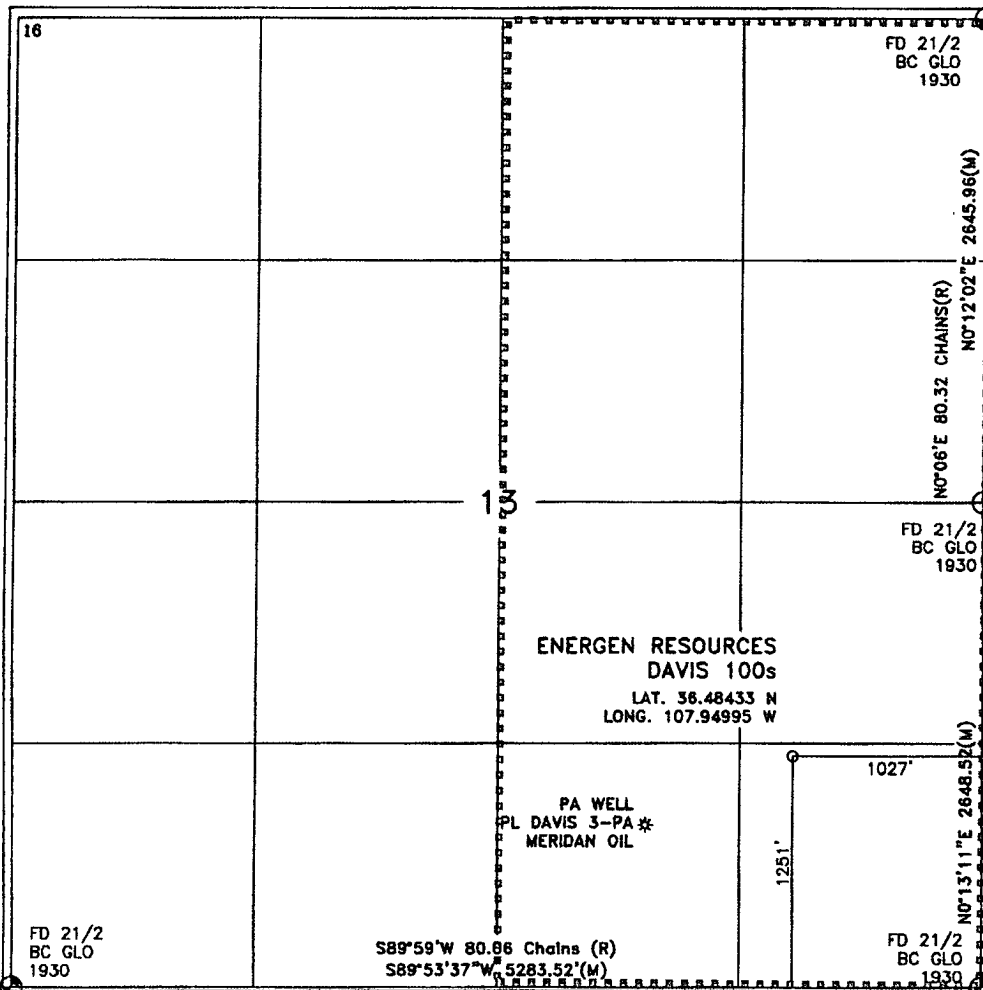 16
FD 21/2
BC GLO
1930
N0°12'02"E 2645.96(M)
N0°06'E 80.32 CHAINS(R)
13
FD 21/2
BC GLO
1930
ENERGEN RESOURCES
DAVIS 100s
LAT. 36.48433 N
LONG. 107.94995 W
1027'
PA WELL
PL DAVIS 3-PA
MERIDAN OIL
1251'
N0°13'11"E 2648.52(M)
FD 21/2
BC GLO
1930
S89°59'W 80.06 Chains (R)
S89°53'37"W 5283.52'(M)
FD 21/2
BC GLO
1930